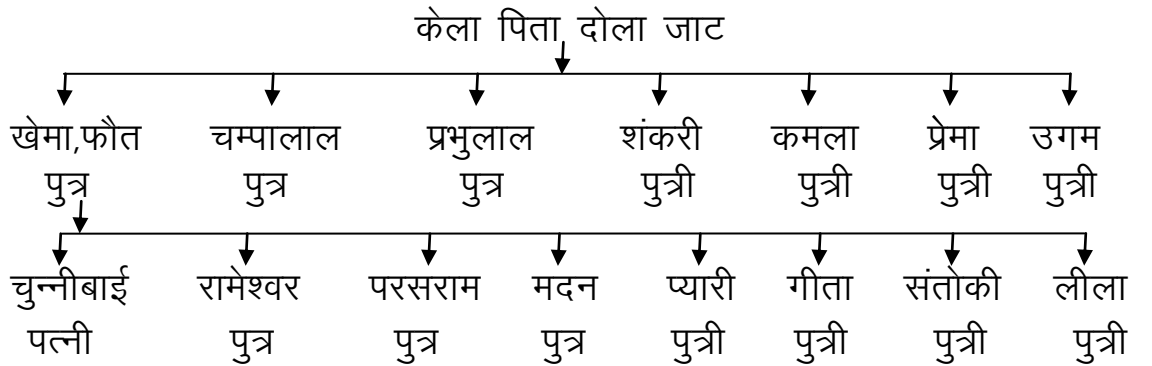 केला पिता दोला जाट
खेमा,फौत चम्पालाल प्रभुलाल शंकरी कमला प्रेमा उगम
पुत्र पुत्र पुत्र पुत्री पुत्री पुत्री पुत्री
चुन्नीबाई रामेश्वर परसराम मदन प्यारी गीता संतोकी लीला
पत्नी पुत्र पुत्र पुत्र पुत्री पुत्री पुत्री पुत्री